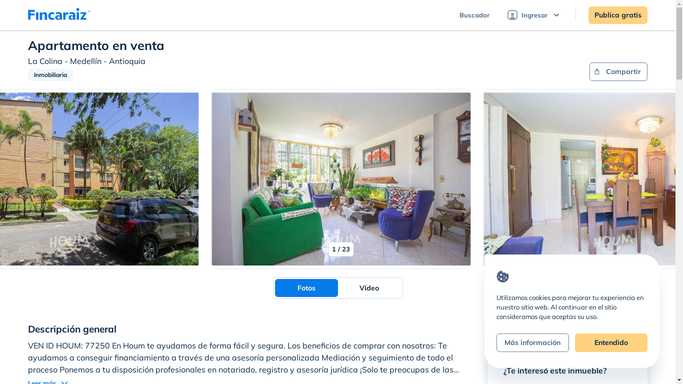 Fincaraiz
Buscador
Ingresar
Publica gratis
Apartamento en venta
La Colina - Medellín - Antioquia
Inmobiliaria
Compartir
HOUM
HOUM
HOUM
1 / 23
Fotos
Video
Utilizamos cookies para mejorar tu experiencia en
nuestro sitio web. Al continuar en el sitio
consideramos que aceptas su uso.
Más información
Entendido
Descripción general
VEN ID HOUM: 77250 En Houm te ayudamos de forma fácil y segura. Los beneficios de comprar con nosotros: Te
ayudamos a conseguir financiamiento a través de una asesoría personalizada Mediación y seguimiento de todo el
proceso Ponemos a tu disposición profesionales en notariado, registro y asesoría jurídica ¡Solo te preocupas de las...
Leer más
¿Te interesó este inmueble?